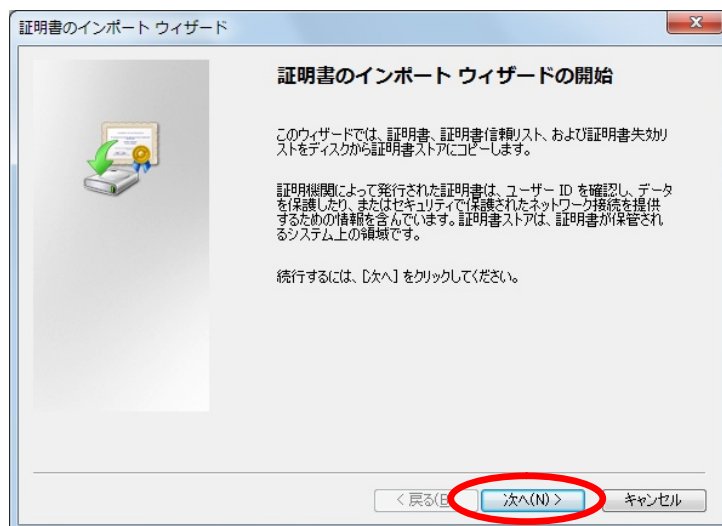 証明書のインポート ウィザード
証明書のインポート ウィザードの開始
このウィザードでは、証明書、証明書信頼リスト、および証明書失効リ
ストをディスクから証明書ストアにコピーします。
証明機関によって発行された証明書は、ユーザー ID を確認し、データ
を保護したり、またはセキュリティで保護されたネットワーク接続を提供
するための情報を含んでいます。証明書ストアは、証明書が保管され
るシステム上の領域です。
続行するには、[次へ] をクリックしてください。
< 戻る(B 次へ(N) > キャンセル